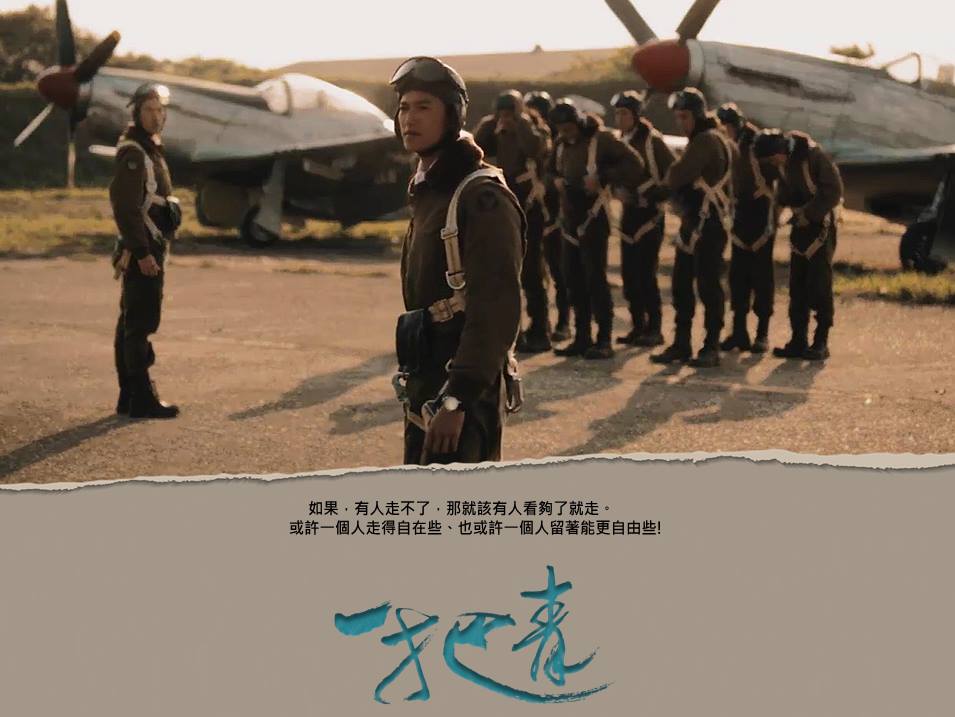 如果，有人走不了，那就該有人看夠了就走。
或許一個人走得自在些、也或許一個人留著能更自由些!
一把青